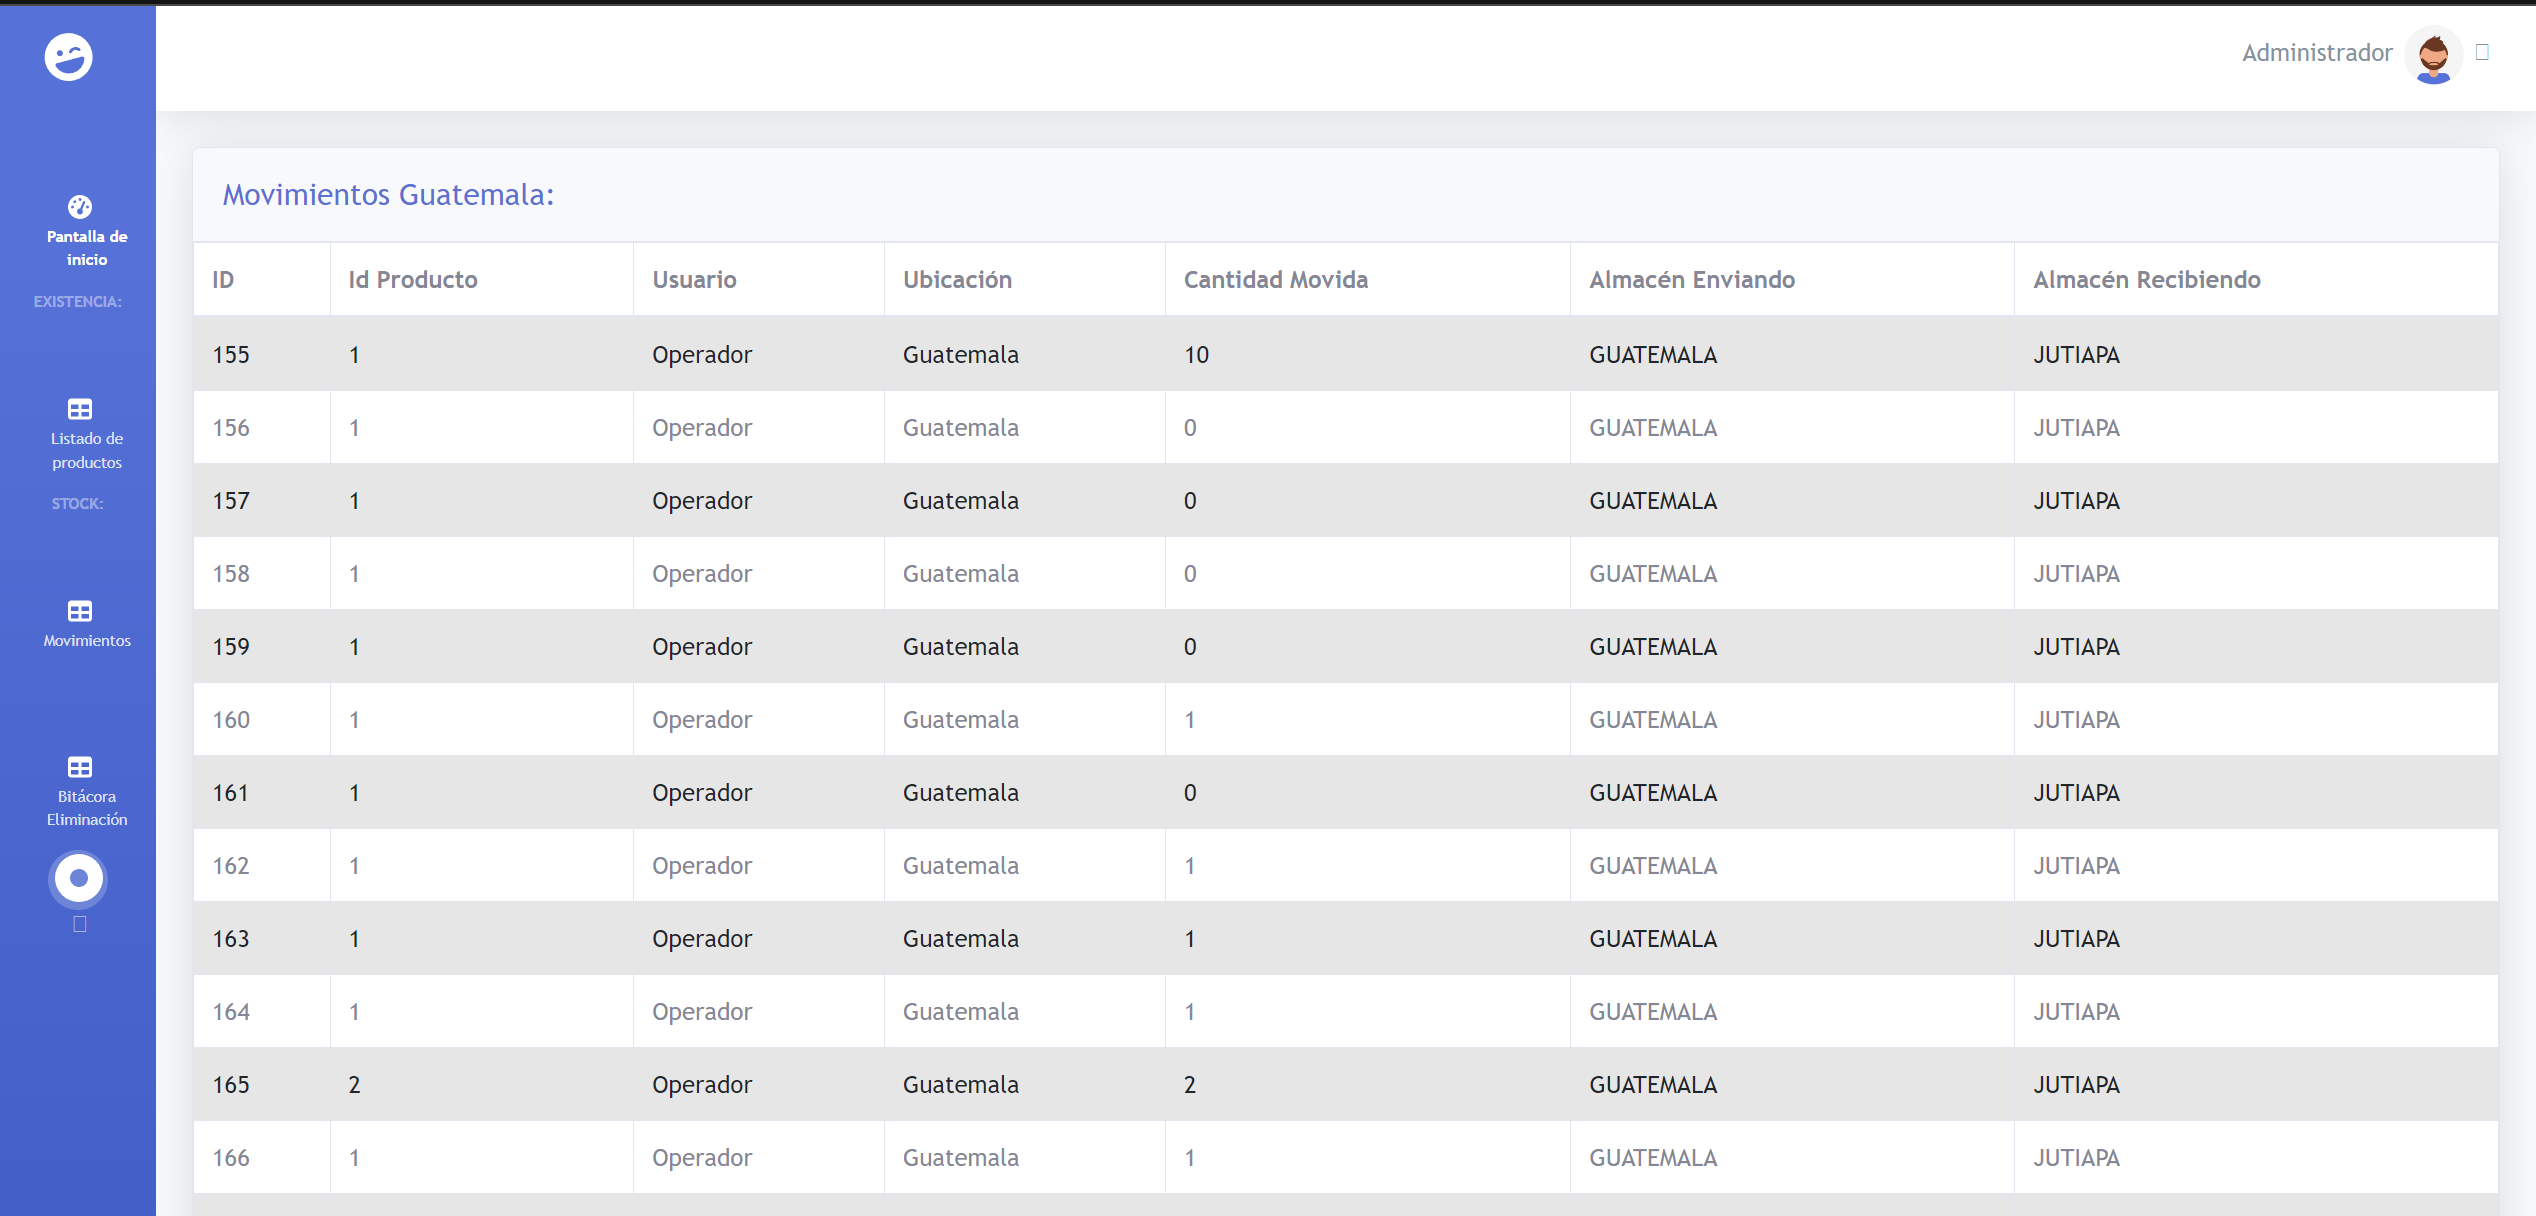 Administrador
Pantalla de
inicio
EXISTENCIA:
Listado de
productos
STOCK:
Movimientos
Bitácora
Eliminación
Movimientos Guatemala:
ID Id Producto Usuario Ubicación Cantidad Movida Almacén Enviando Almacén Recibiendo
155 1 Operador Guatemala 10 GUATEMALA JUTIAPA
156 1 Operador Guatemala 0 GUATEMALA JUTIAPA
157 1 Operador Guatemala 0 GUATEMALA JUTIAPA
158 1 Operador Guatemala 0 GUATEMALA JUTIAPA
159 1 Operador Guatemala 0 GUATEMALA JUTIAPA
160 1 Operador Guatemala 1 GUATEMALA JUTIAPA
161 1 Operador Guatemala 0 GUATEMALA JUTIAPA
162 1 Operador Guatemala 1 GUATEMALA JUTIAPA
163 1 Operador Guatemala 1 GUATEMALA JUTIAPA
164 1 Operador Guatemala 1 GUATEMALA JUTIAPA
165 2 Operador Guatemala 2 GUATEMALA JUTIAPA
166 1 Operador Guatemala 1 GUATEMALA JUTIAPA